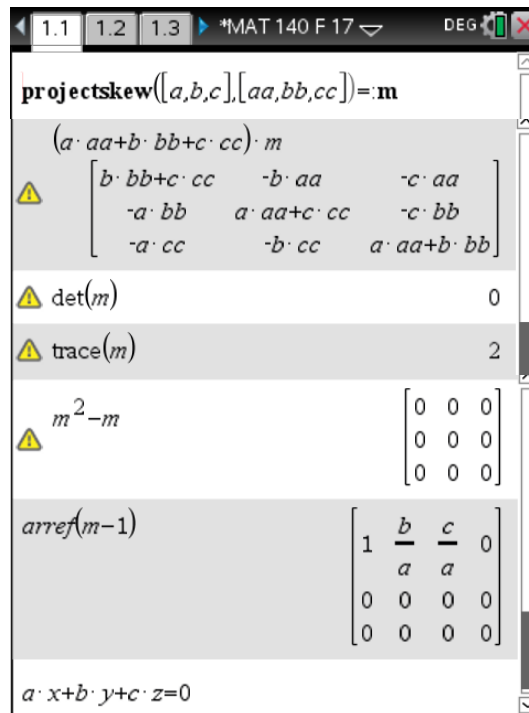 1.1 1.2 1.3 *MAT 140 F 17 DEG
projectskew([a,b,c],[aa,bb,cc])=:m
(a· aa+b· bb+c· cc)· m
b· bb+c· cc -b· aa -c· aa
-a· bb a· aa+c· cc -c· bb
-a· cc -b· cc a· aa+b· bb
det(m) 0
trace(m) 2
m²-m
0 0 0
0 0 0
0 0 0
arref(m-1)
1 b/a c/a 0
0 0 0 0
0 0 0 0
a· x+b· y+c· z=0